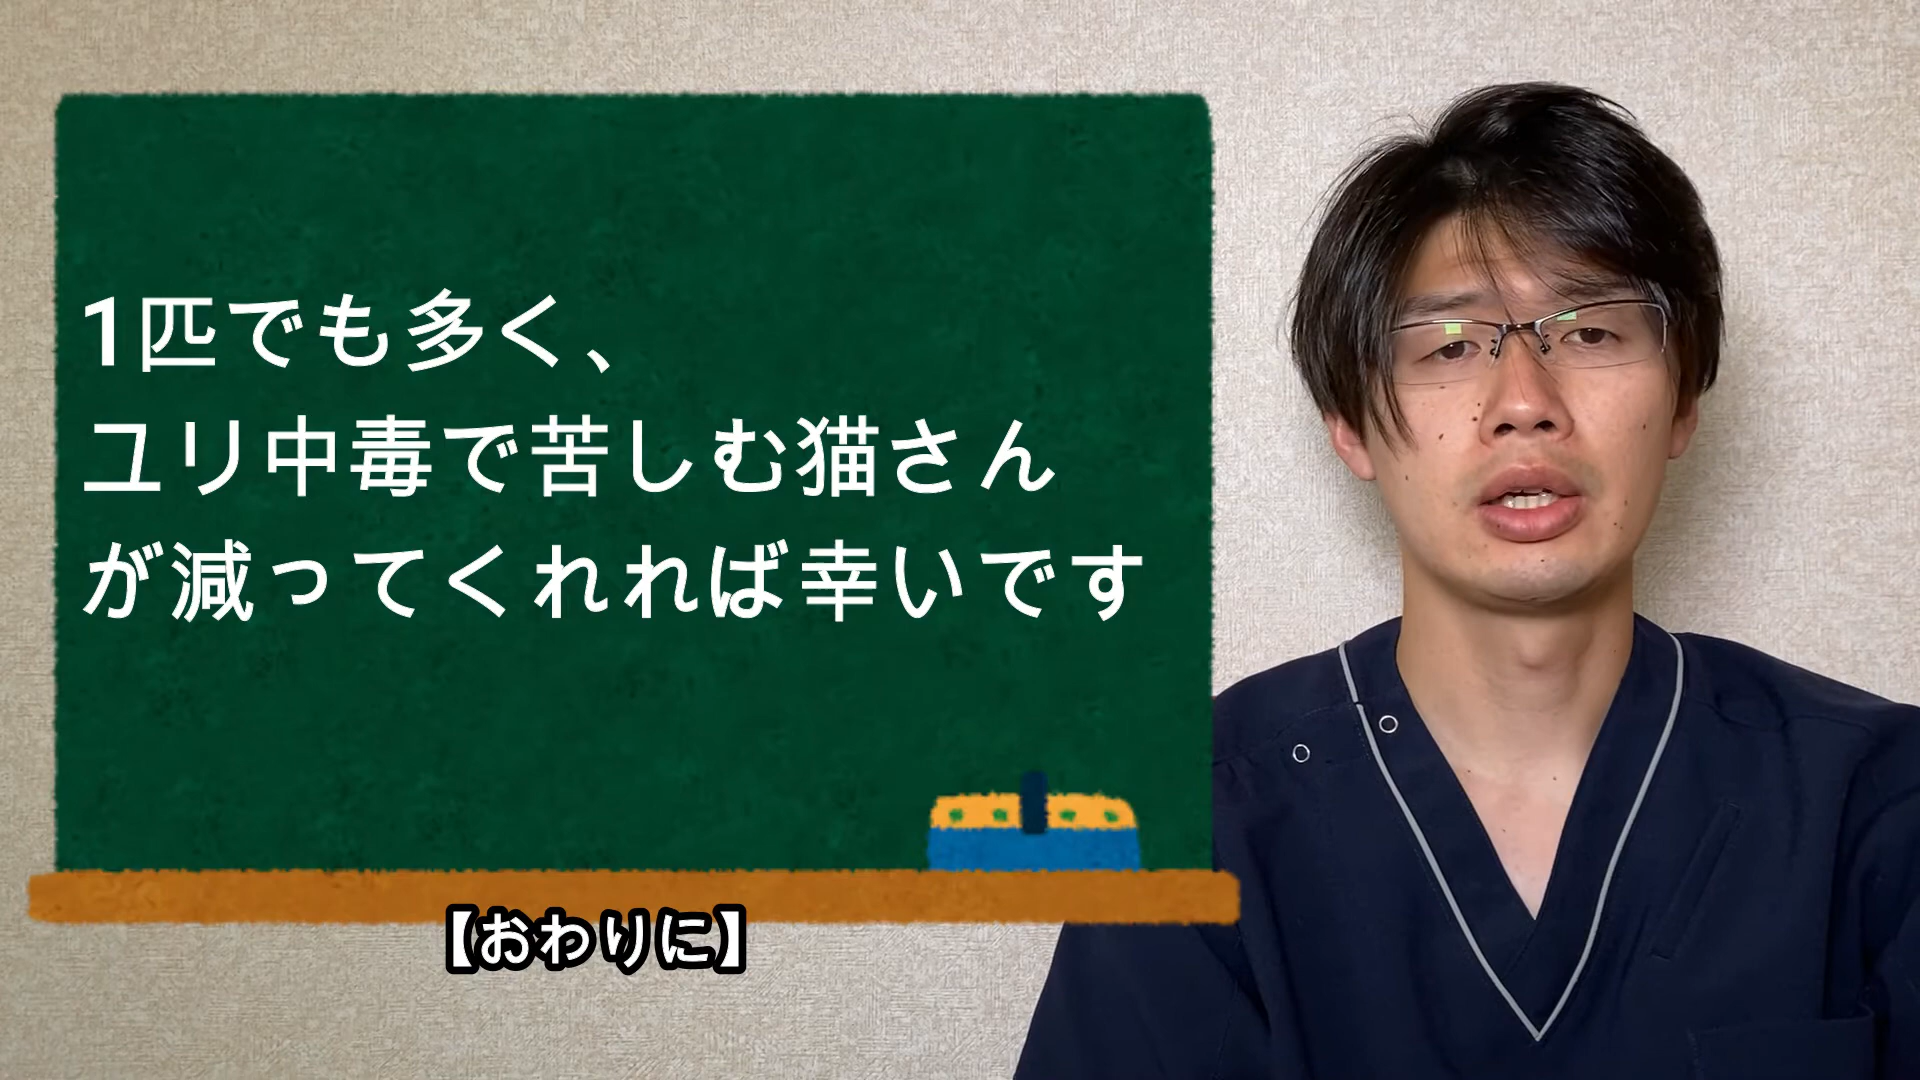 1匹でも多く、
ユリ中毒で苦しむ猫さん
が減ってくれれば幸いです
【おわりに】